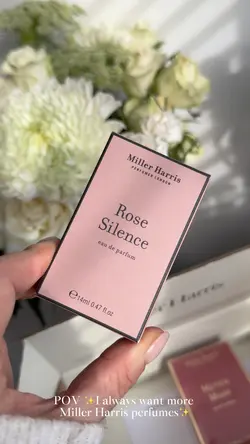 Miller Harris
PERFUMER LONDON
Rose
Silence
eau de parfum
℮14ml 0.47 fl.oz
POV ✨I always want more
Miller Harris perfumes✨